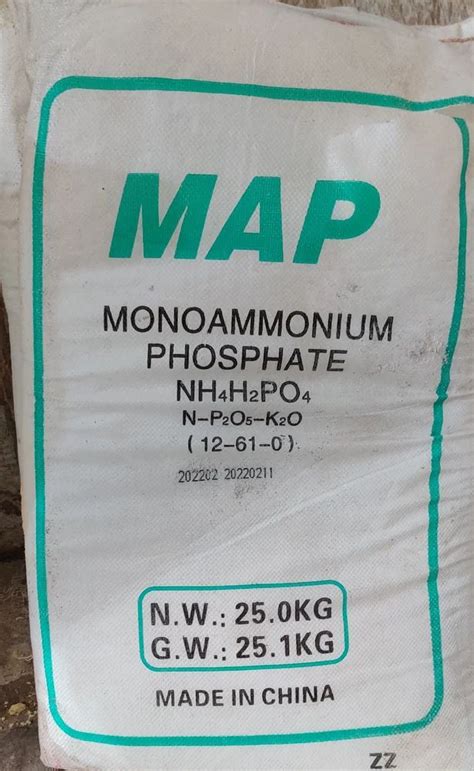 MAP
MONOAMMONIUM
PHOSPHATE
NH4H2PO4
N-P2O5-K2O
(12-61-0)
202202 20220211
N.W.: 25.0KG
G.W.: 25.1KG
MADE IN CHINA
ZZ